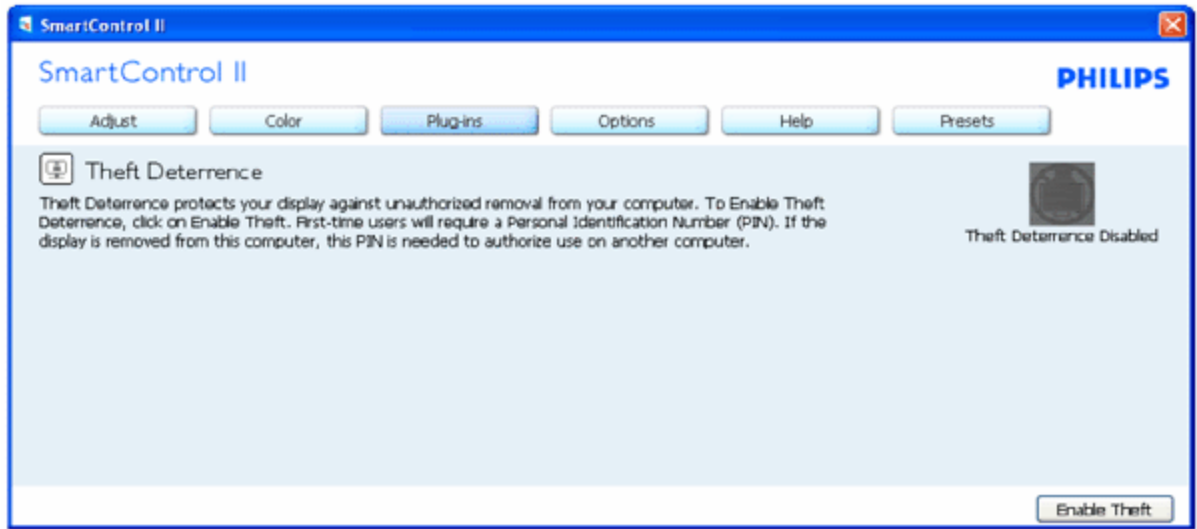 SmartControl II
SmartControl II
PHILIPS
Adjust Color Plug-ins Options Help Presets
Theft Deterrence
Theft Deterrence protects your display against unauthorized removal from your computer. To Enable Theft
Deterrence, click on Enable Theft. First-time users will require a Personal Identification Number (PIN). If the
display is removed from this computer, this PIN is needed to authorize use on another computer.
Theft Deterrence Disabled
Enable Theft